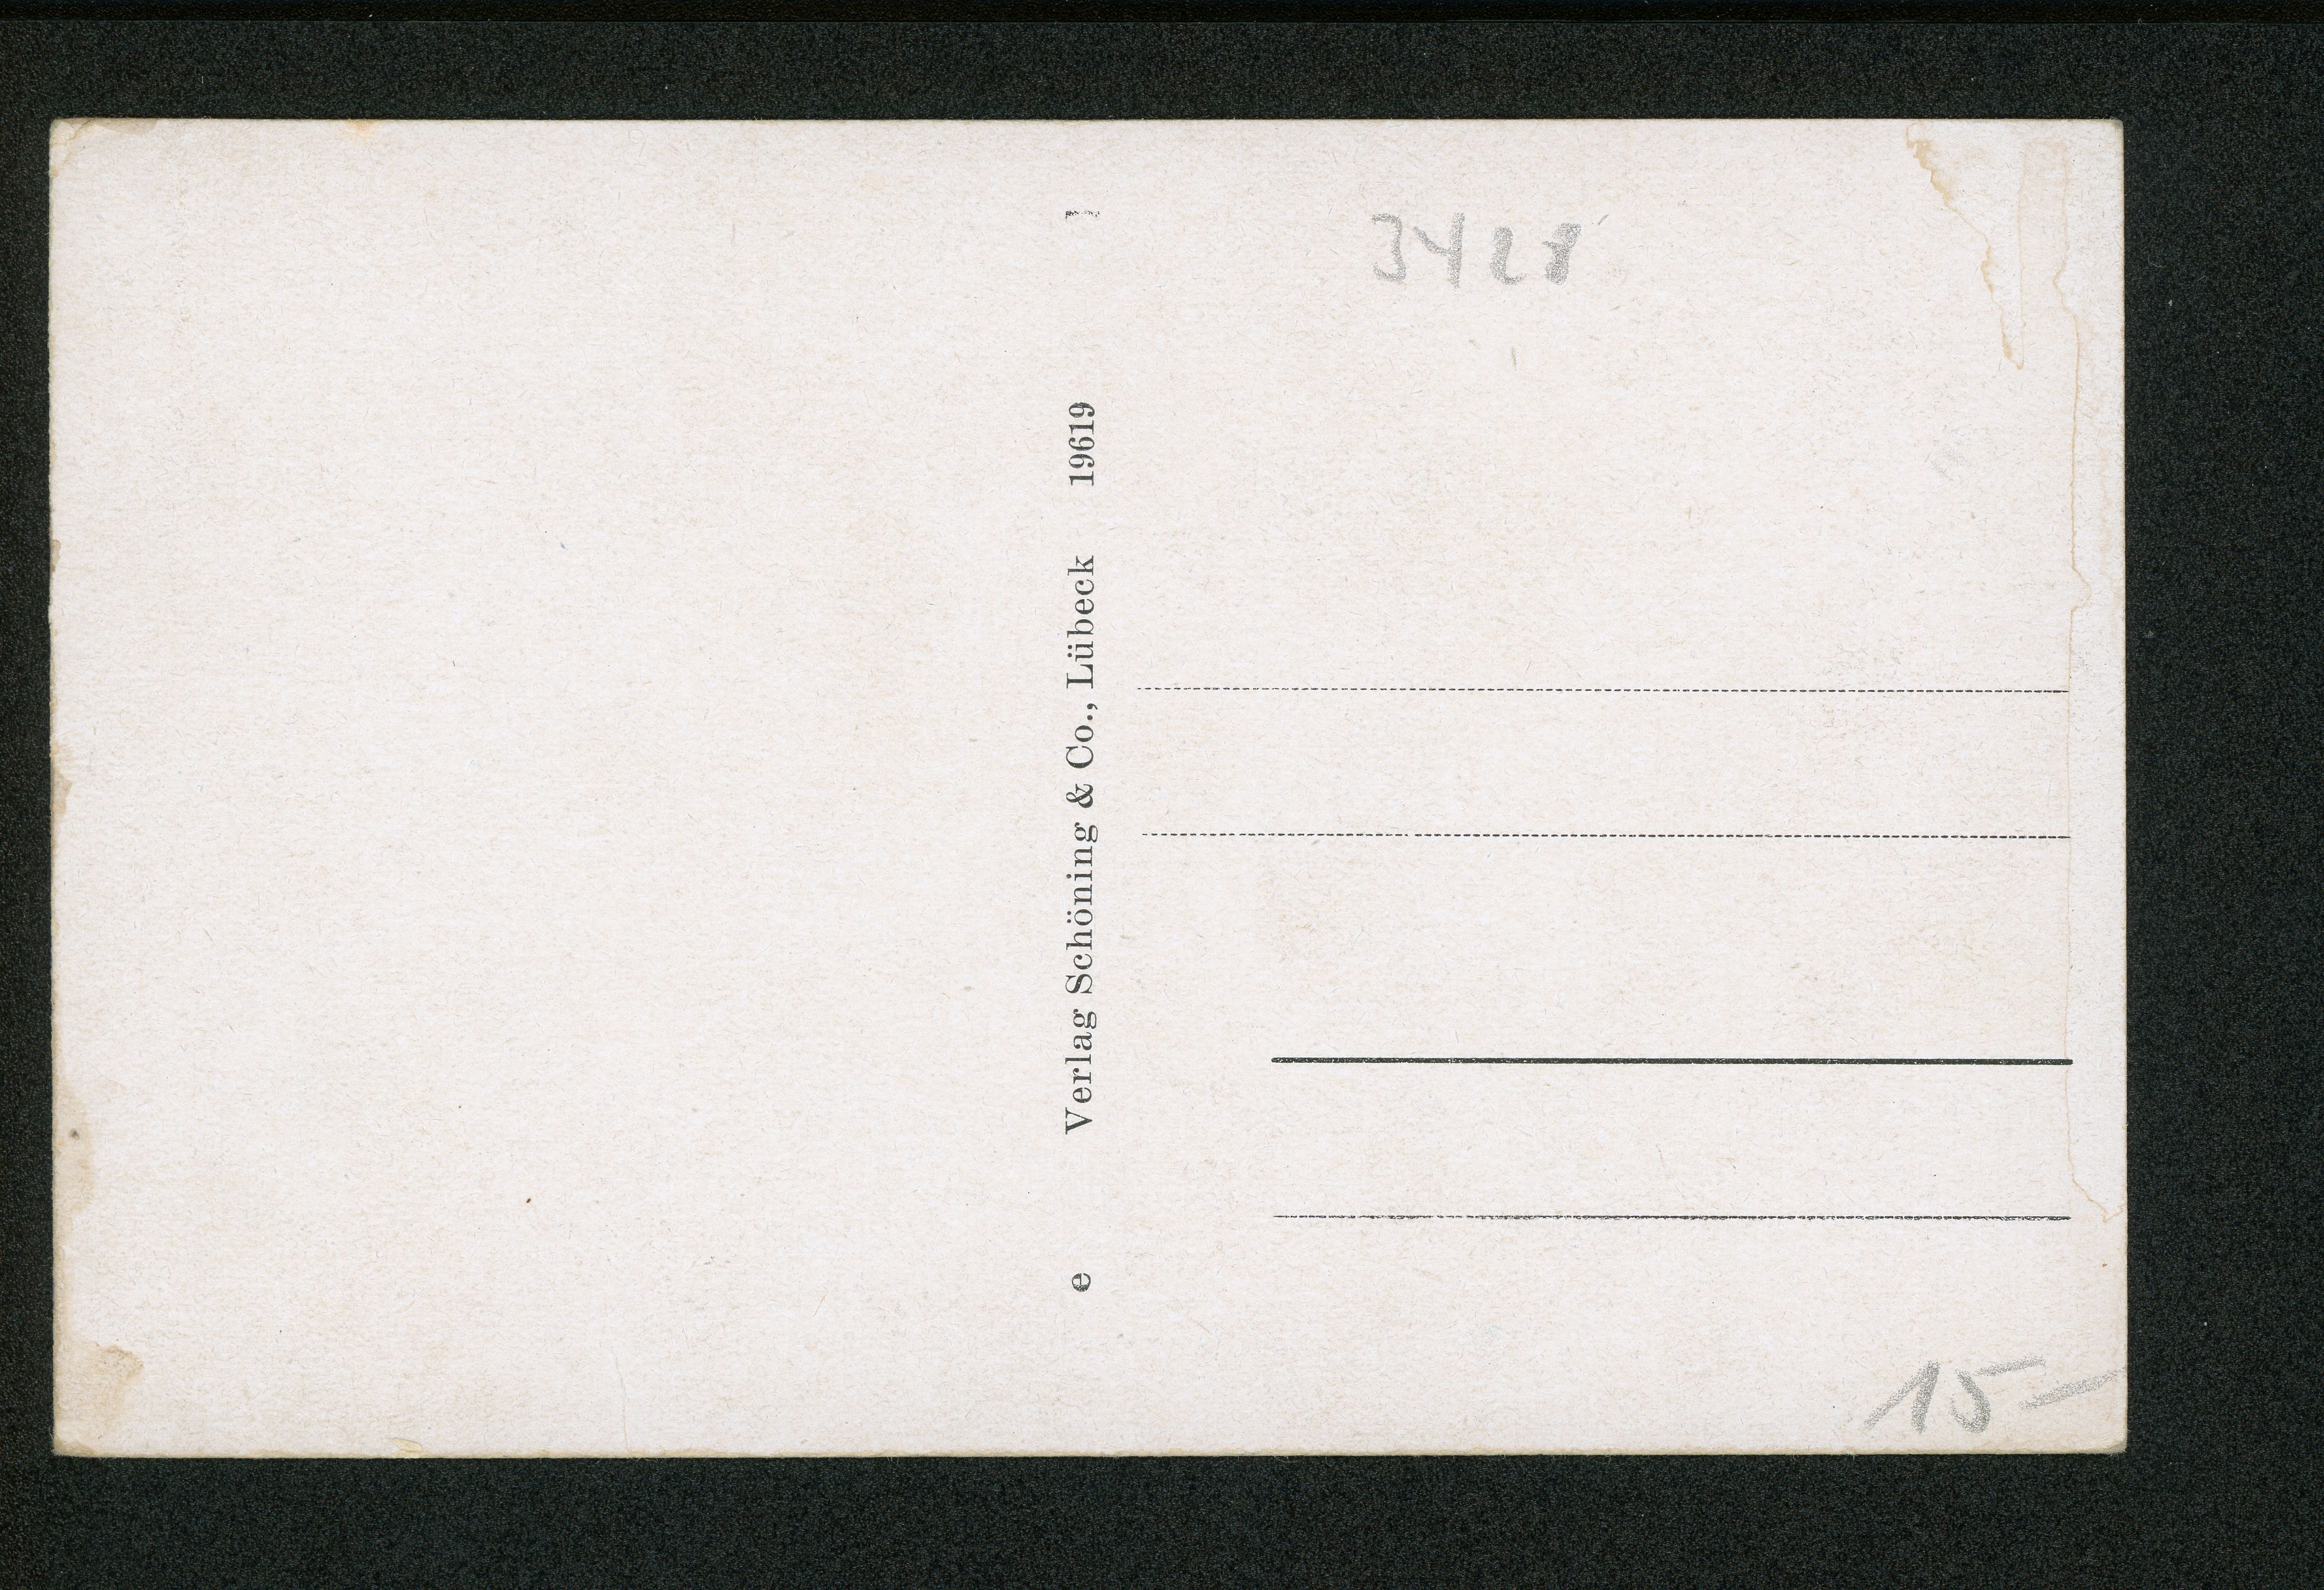 3428
e Verlag Schöning & Co., Lübeck 19619
15-